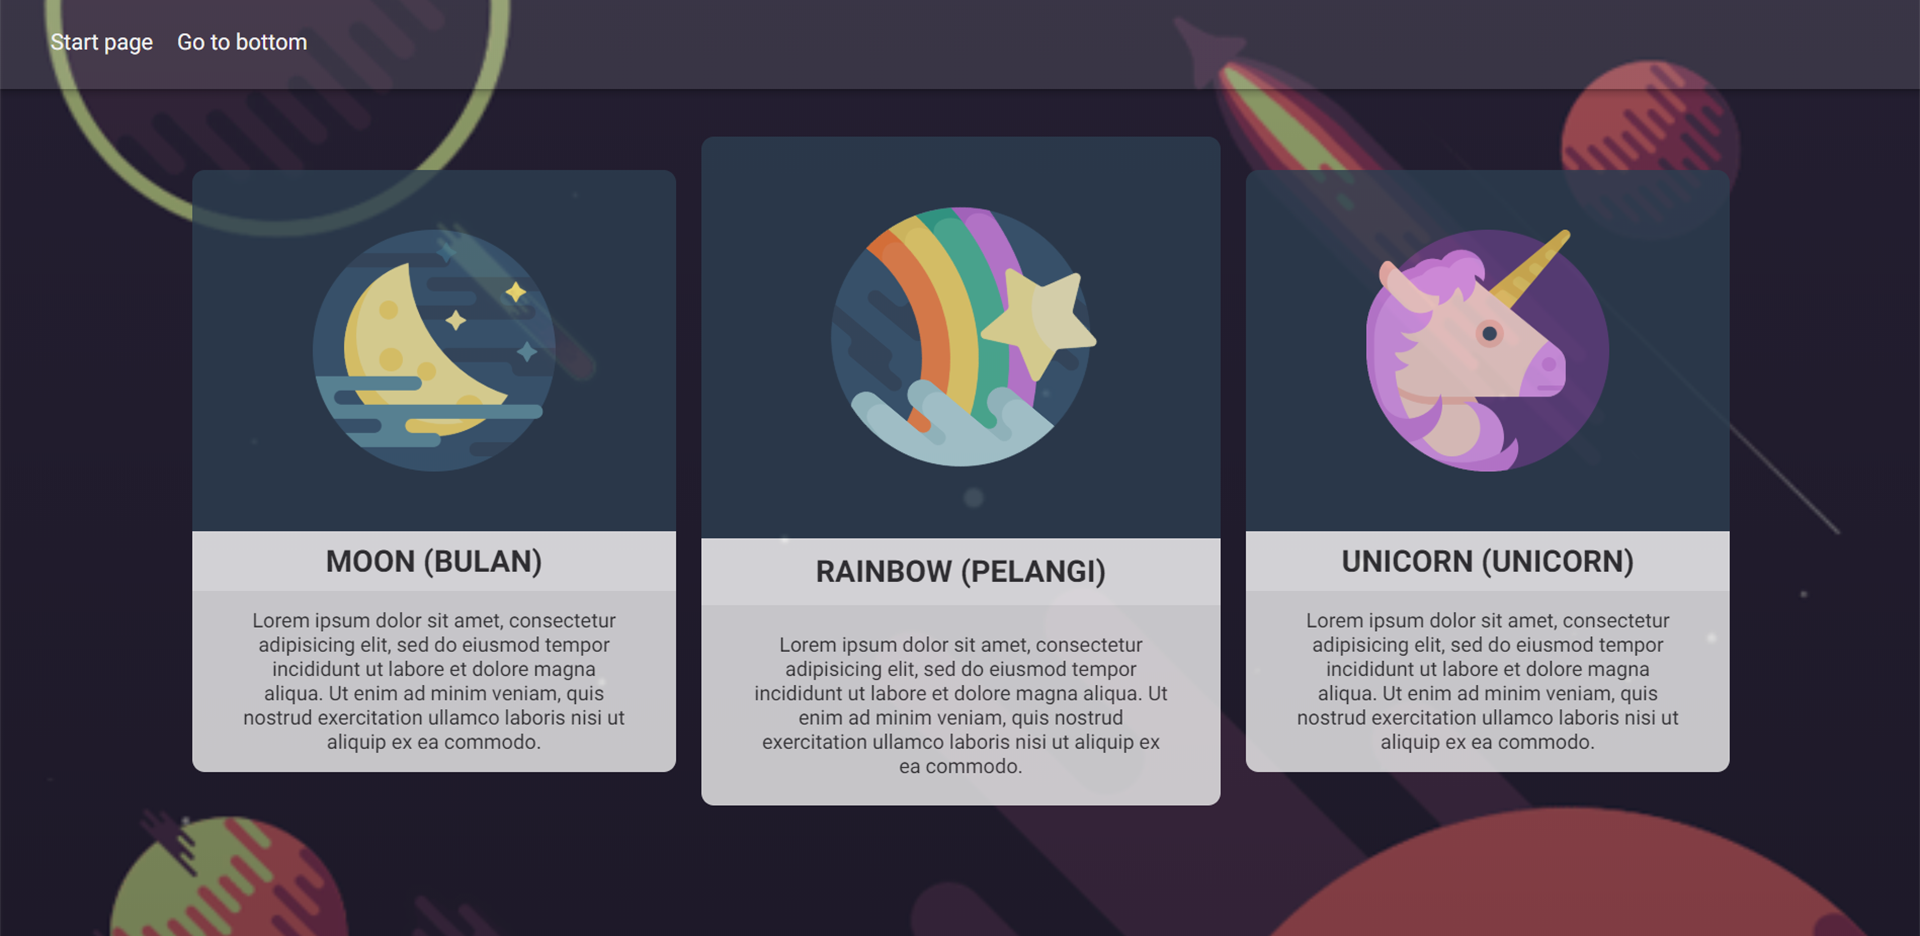 Start page Go to bottom
MOON (BULAN)
Lorem ipsum dolor sit amet, consectetur
adipisicing elit, sed do eiusmod tempor
incididunt ut labore et dolore magna
aliqua. Ut enim ad minim veniam, quis
nostrud exercitation ullamco laboris nisi ut
aliquip ex ea commodo.
RAINBOW (PELANGI)
Lorem ipsum dolor sit amet, consectetur
adipisicing elit, sed do eiusmod tempor
incididunt ut labore et dolore magna aliqua. Ut
enim ad minim veniam, quis nostrud
exercitation ullamco laboris nisi ut aliquip ex
ea commodo.
UNICORN (UNICORN)
Lorem ipsum dolor sit amet, consectetur
adipisicing elit, sed do eiusmod tempor
incididunt ut labore et dolore magna
aliqua. Ut enim ad minim veniam, quis
nostrud exercitation ullamco laboris nisi ut
aliquip ex ea commodo.